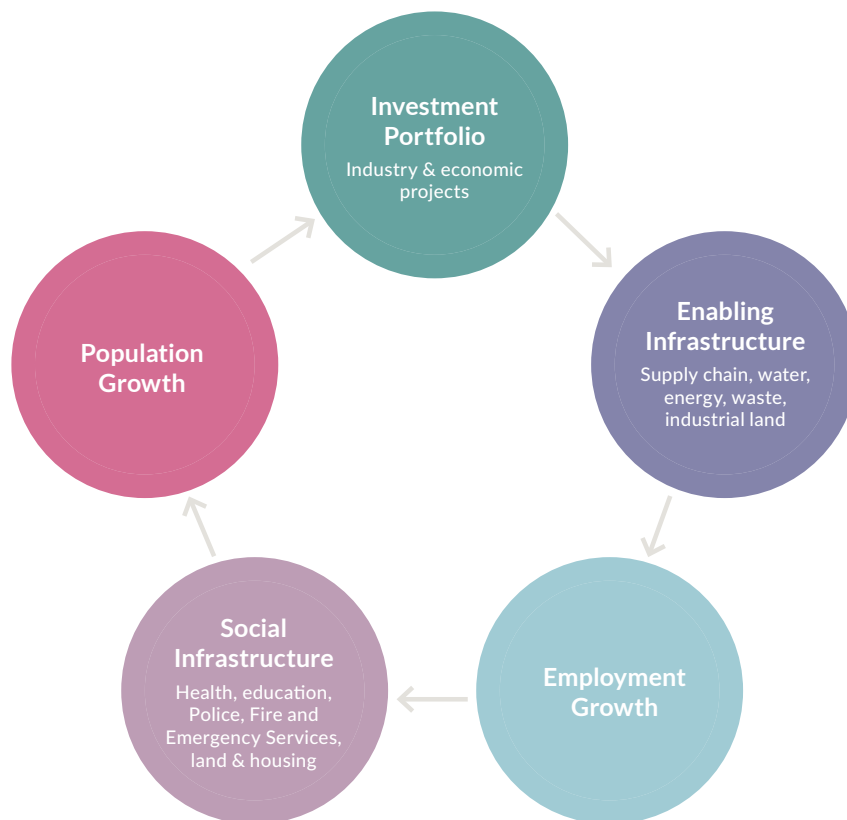 Investment
Portfolio
Industry & economic
projects
Enabling
Infrastructure
Supply chain, water,
energy, waste,
industrial land
Employment
Growth
Social
Infrastructure
Health, education,
Police, Fire and
Emergency Services,
land & housing
Population
Growth